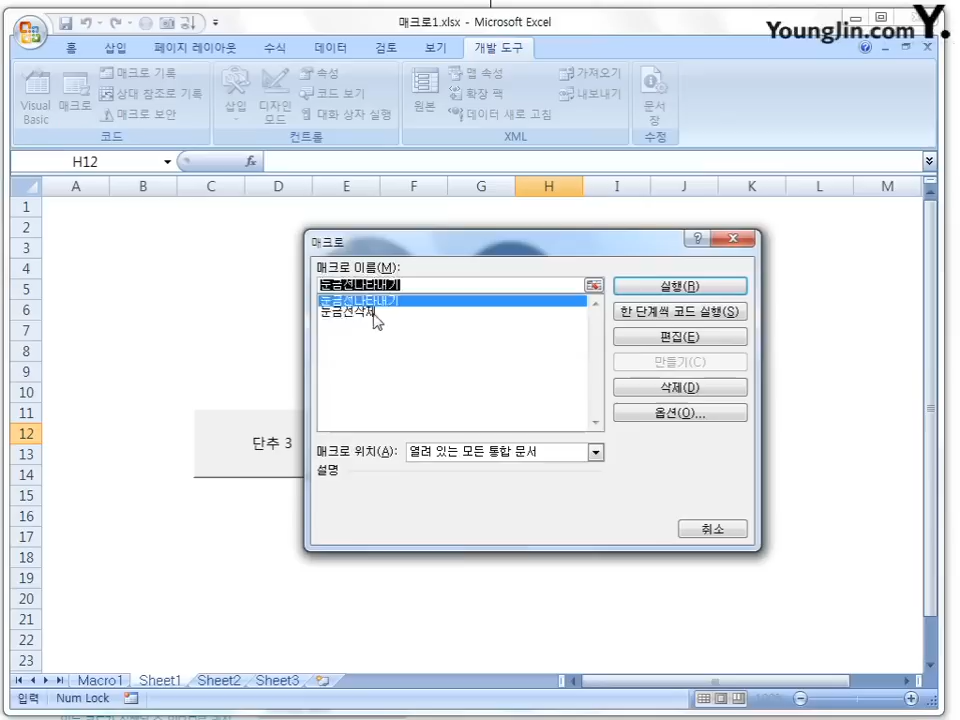 매크로1.xlsx - Microsoft Excel
YoungJin.com Y.
홈 삽입 페이지 레이아웃 수식 데이터 검토 보기 개발 도구
Visual Basic
매크로
매크로 기록
상대 참조로 기록
매크로 보안
코드
삽입
디자인 모드
속성
코드 보기
대화 상자 실행
컨트롤
원본
맵 속성
확장 팩
데이터 새로 고침
가져오기
내보내기
XML
문서 창
수정
H12 fx
A B C D E F G H I J K L M
1
2
3
4
5
6
7
8
9
10
11
12
13
14
15
16
17
18
19
20
21
22
23
단추 3
매크로
매크로 이름(M):
눈금선나타내기
눈금선나타내기
눈금선삭제
실행(R)
한 단계씩 코드 실행(S)
편집(E)
만들기(C)
삭제(D)
옵션(O)...
매크로 위치(A): 열려 있는 모든 통합 문서
설명
취소
Macro1 Sheet1 Sheet2 Sheet3
입력 Num Lock 100%